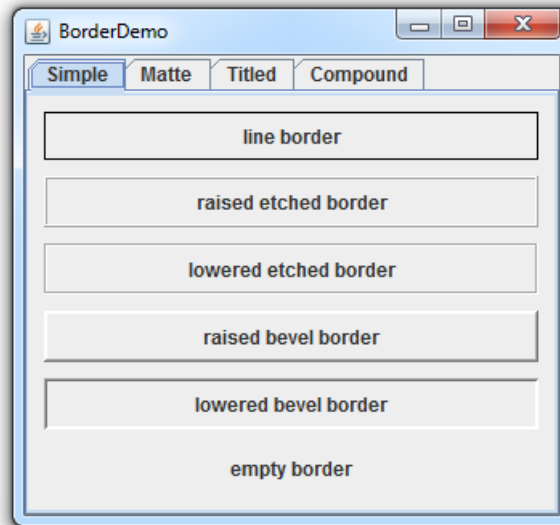 BorderDemo
Simple Matte Titled Compound
line border
raised etched border
lowered etched border
raised bevel border
lowered bevel border
empty border